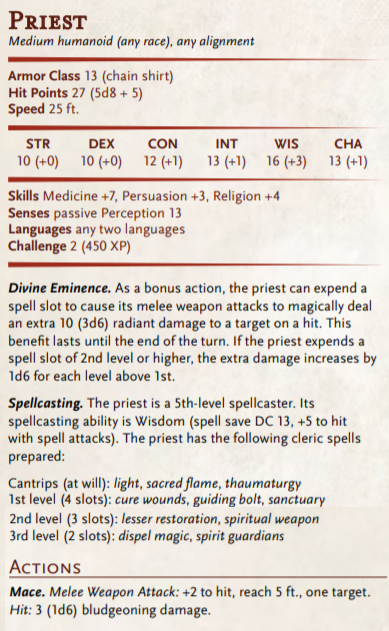 PRIEST
Medium humanoid (any race), any alignment
Armor Class 13 (chain shirt)
Hit Points 27 (5d8 + 5)
Speed 25 ft.
STR DEX CON INT WIS CHA
10 (+0) 10 (+0) 12 (+1) 13 (+1) 16 (+3) 13 (+1)
Skills Medicine +7, Persuasion +3, Religion +4
Senses passive Perception 13
Languages any two languages
Challenge 2 (450 XP)
Divine Eminence. As a bonus action, the priest can expend a
spell slot to cause its melee weapon attacks to magically deal
an extra 10 (3d6) radiant damage to a target on a hit. This
benefit lasts until the end of the turn. If the priest expends a
spell slot of 2nd level or higher, the extra damage increases by
1d6 for each level above 1st.
Spellcasting. The priest is a 5th-level spellcaster. Its
spellcasting ability is Wisdom (spell save DC 13, +5 to hit
with spell attacks). The priest has the following cleric spells
prepared:
Cantrips (at will): light, sacred flame, thaumaturgy
1st level (4 slots): cure wounds, guiding bolt, sanctuary
2nd level (3 slots): lesser restoration, spiritual weapon
3rd level (2 slots): dispel magic, spirit guardians
ACTIONS
Mace. Melee Weapon Attack: +2 to hit, reach 5 ft., one target.
Hit: 3 (1d6) bludgeoning damage.